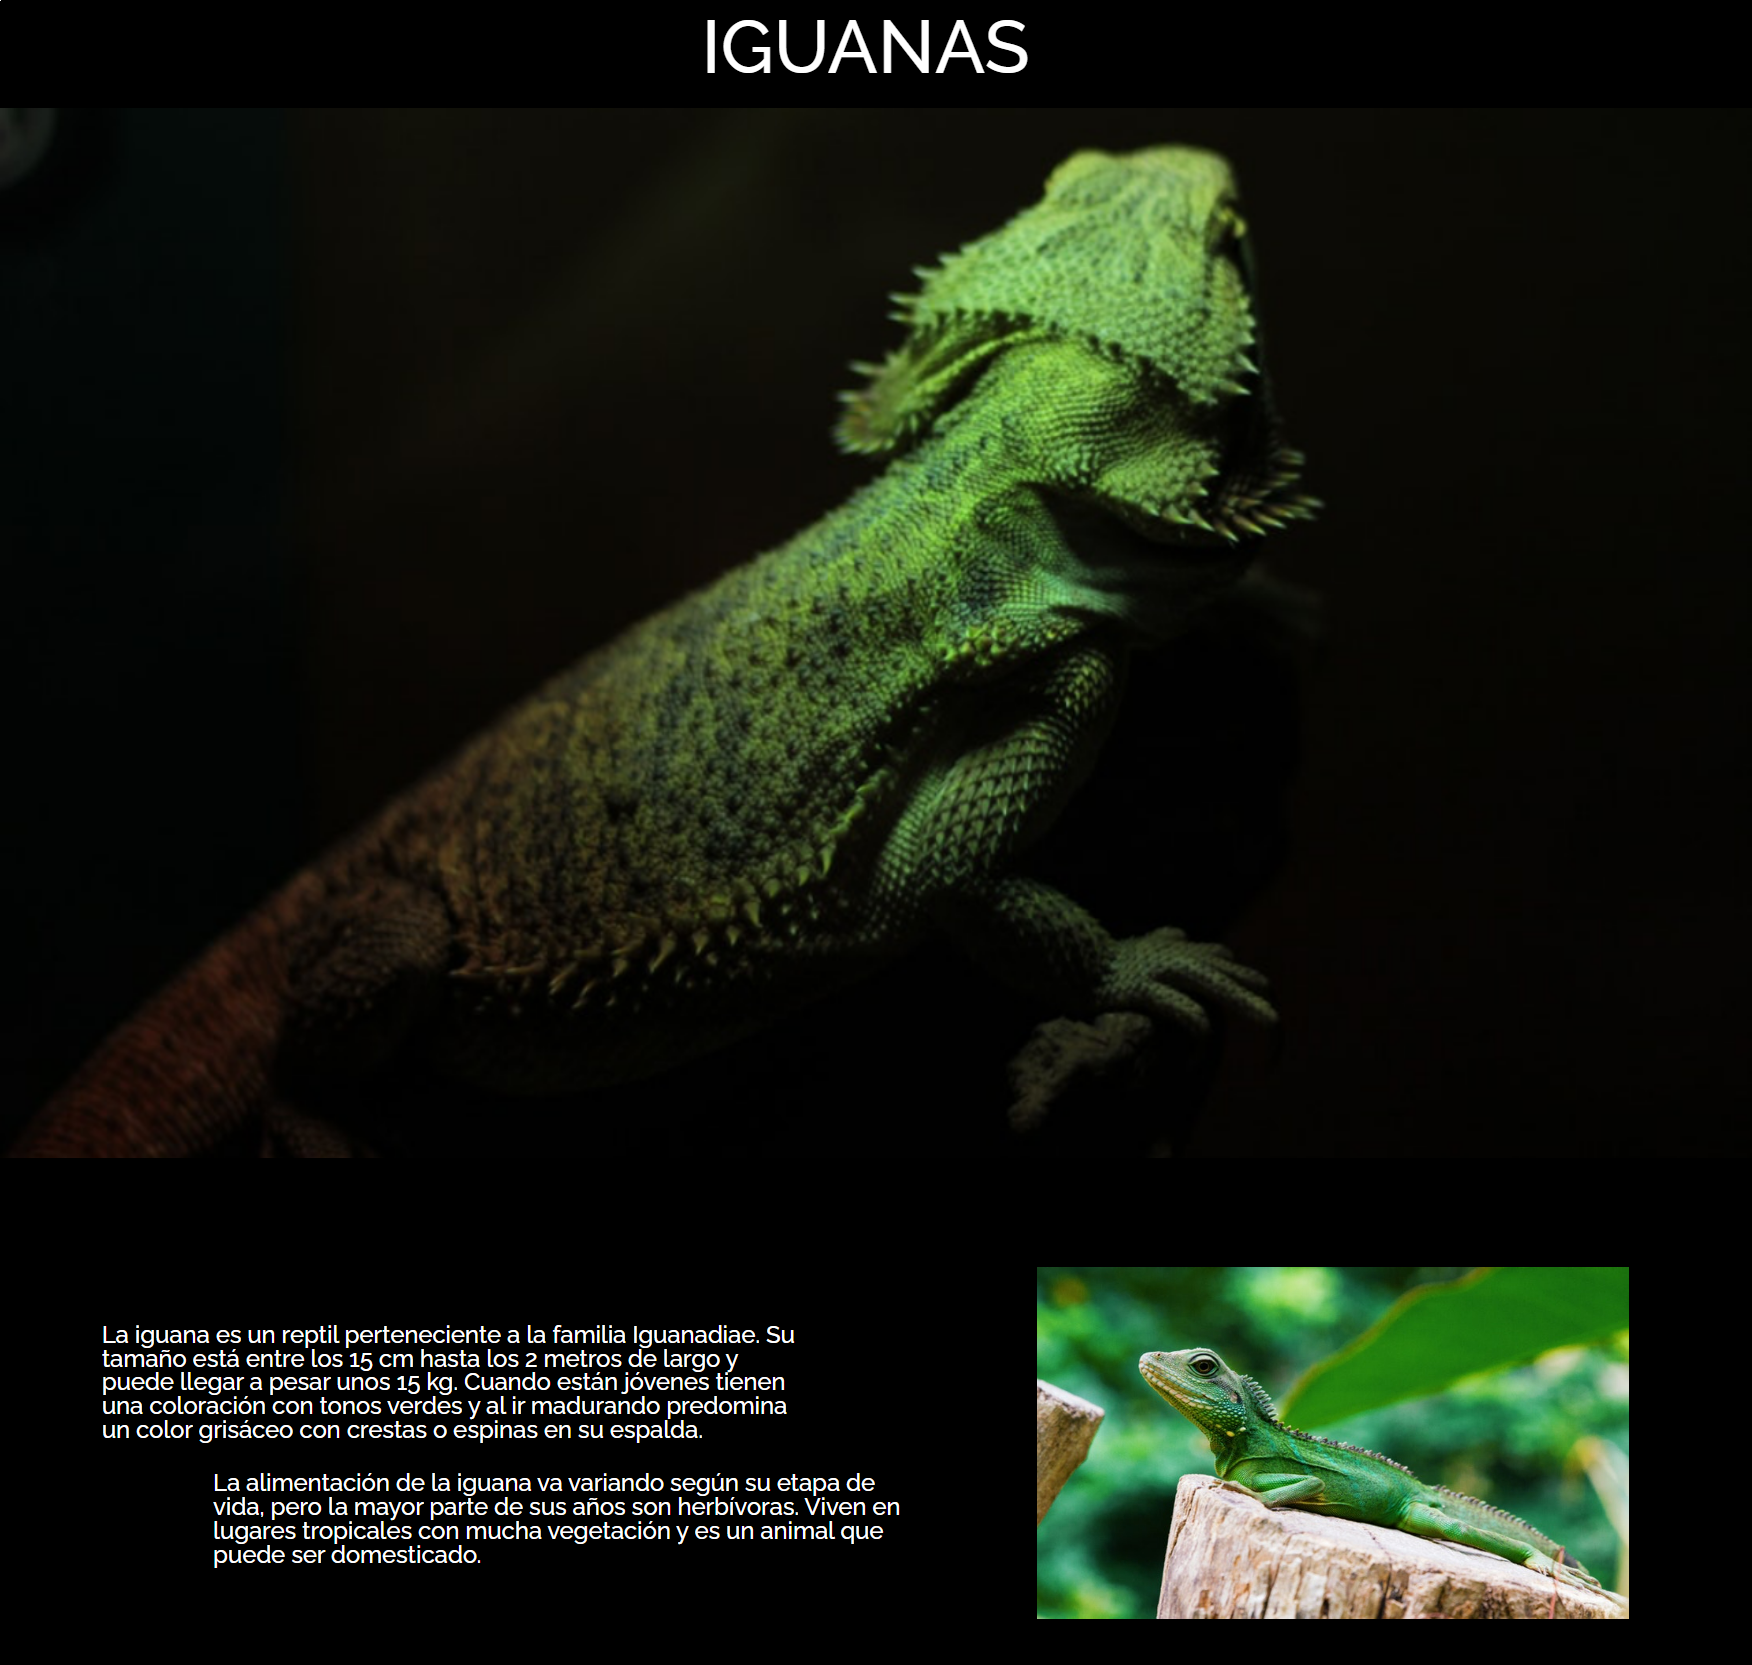 IGUANAS
La iguana es un reptil perteneciente a la familia Iguanadiae. Su
tamaño está entre los 15 cm hasta los 2 metros de largo y
puede llegar a pesar unos 15 kg. Cuando están jóvenes tienen
una coloración con tonos verdes y al ir madurando predomina
un color grisáceo con crestas o espinas en su espalda.
La alimentación de la iguana va variando según su etapa de
vida, pero la mayor parte de sus años son herbívoras. Viven en
lugares tropicales con mucha vegetación y es un animal que
puede ser domesticado.